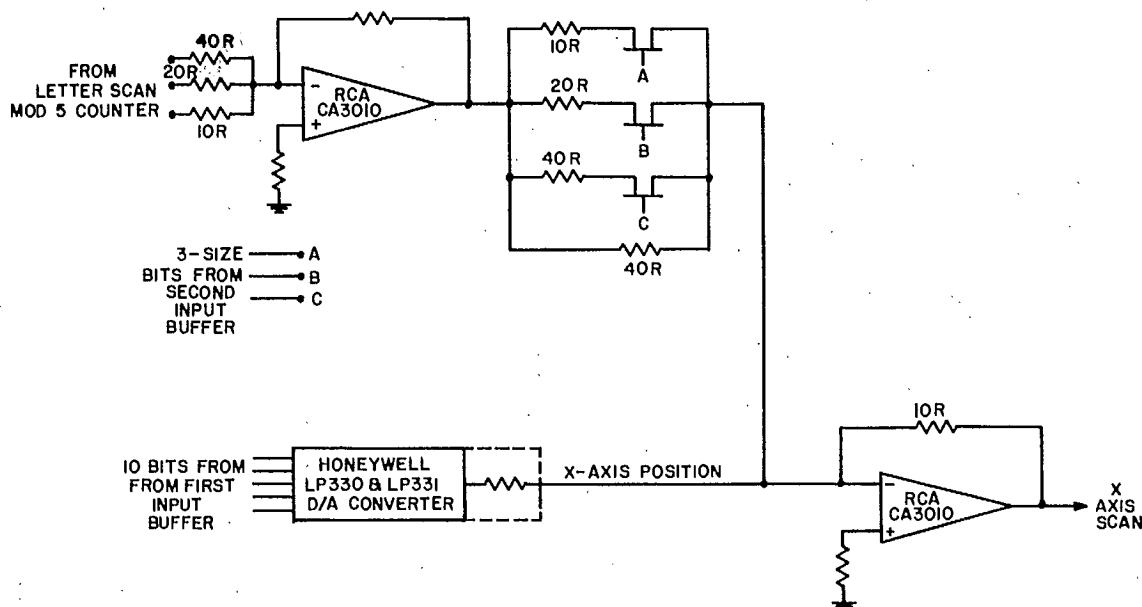 40R
FROM
LETTER SCAN
MOD 5 COUNTER
20R
10R
-
RCA
CA3010
+
10R
A
20R
B
40R
C
40R
3-SIZE
BITS FROM
SECOND
INPUT
BUFFER
A
B
C
10 BITS FROM
FROM FIRST
INPUT
BUFFER
HONEYWELL
LP330 & LP331
D/A CONVERTER
X-AXIS POSITION
10R
-
RCA
CA3010
+
X
AXIS
SCAN